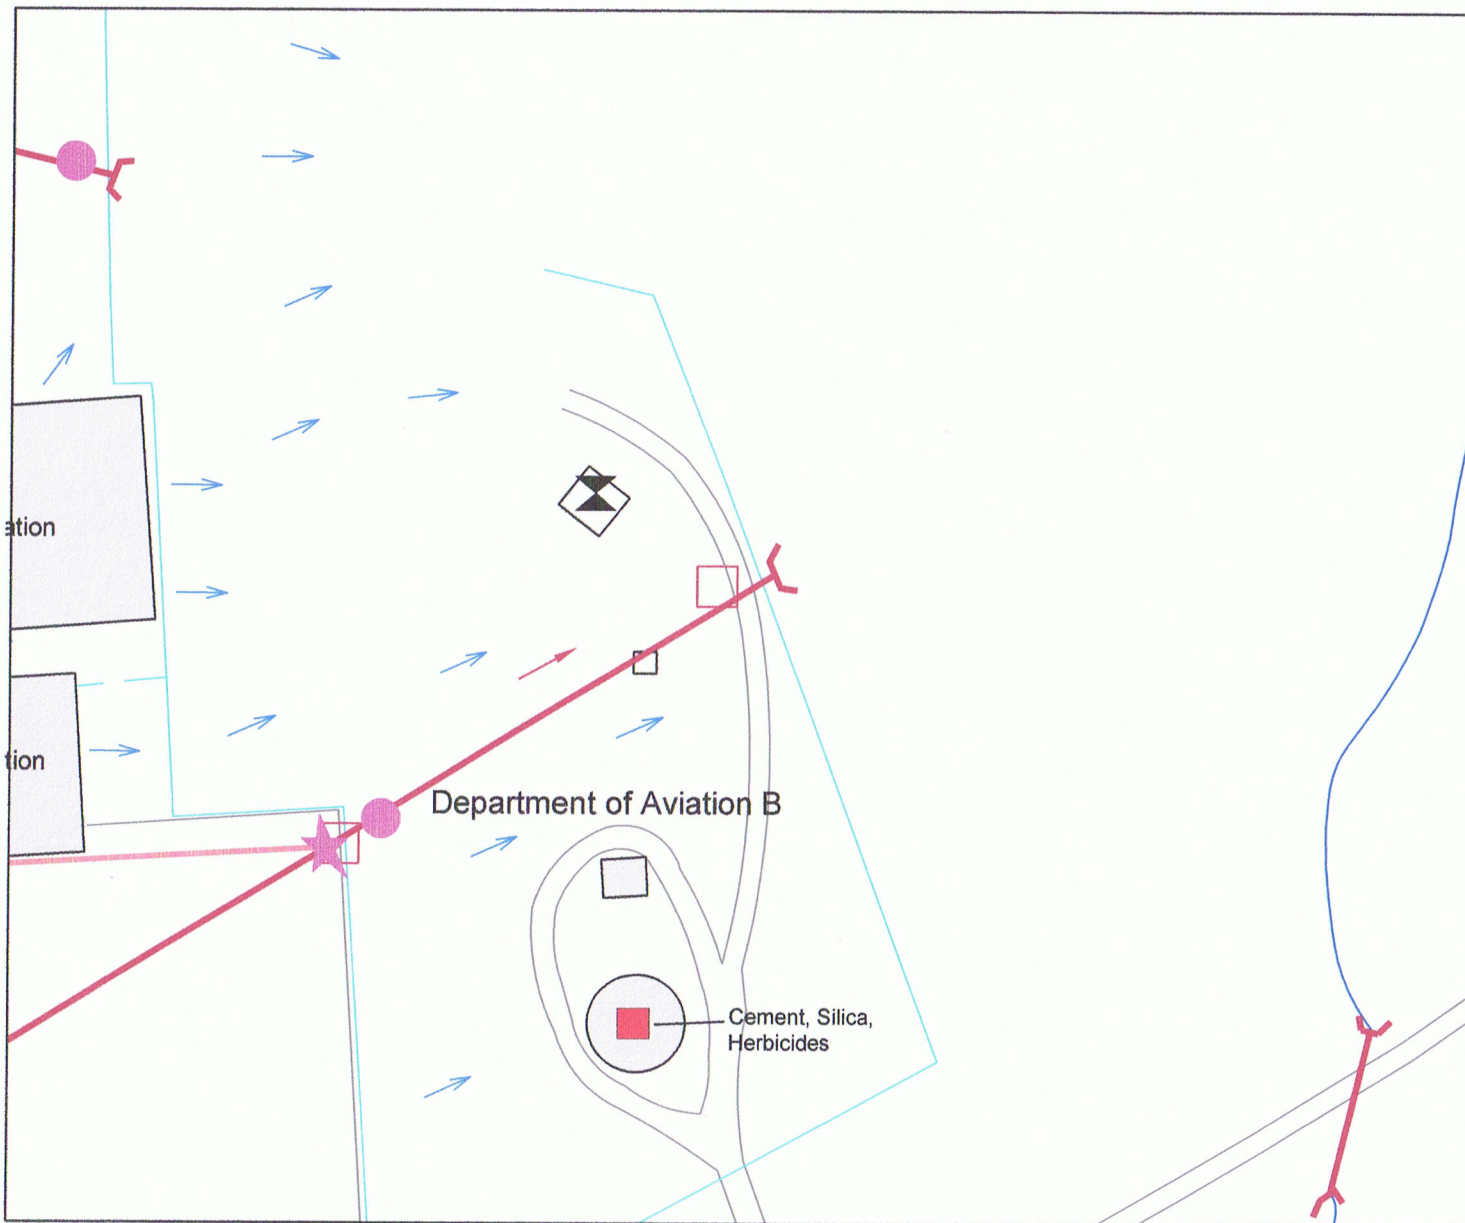 ation
tion
Department of Aviation B
Cement, Silica,
Herbicides